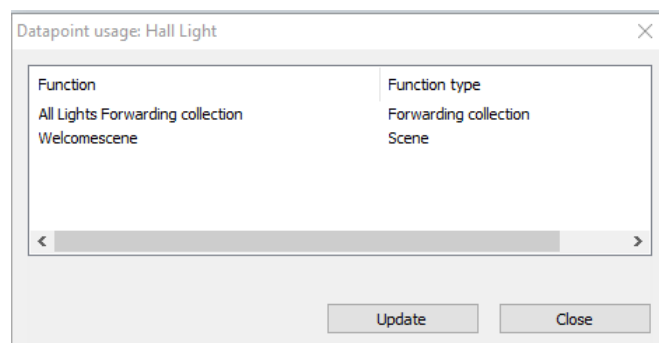 Datapoint usage: Hall Light
Function Function type
All Lights Forwarding collection Forwarding collection
Welcomescene Scene
Update Close